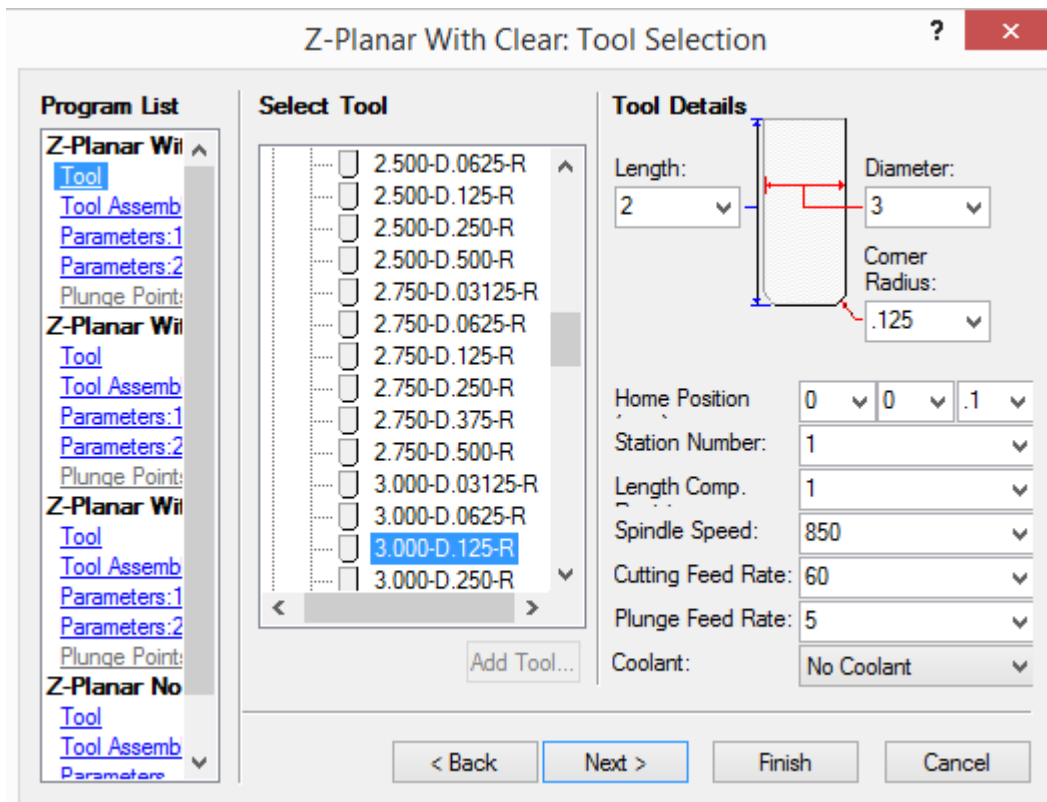 Z-Planar With Clear: Tool Selection
?
×
Program List
Z-Planar Wit
Tool
Tool Assemb
Parameters:1
Parameters:2
Plunge Point
Z-Planar Wit
Tool
Tool Assemb
Parameters:1
Parameters:2
Plunge Point
Z-Planar Wit
Tool
Tool Assemb
Parameters:1
Parameters:2
Plunge Point
Z-Planar No
Tool
Tool Assemb
Parameters
Select Tool
2.500-D.0625-R
2.500-D.125-R
2.500-D.250-R
2.500-D.500-R
2.750-D.03125-R
2.750-D.0625-R
2.750-D.125-R
2.750-D.250-R
2.750-D.375-R
2.750-D.500-R
3.000-D.03125-R
3.000-D.0625-R
3.000-D.125-R
3.000-D.250-R
Add Tool...
Tool Details
Length:
2
Diameter:
3
Corner
Radius:
.125
Home Position 0 0 .1
Station Number: 1
Length Comp. 1
Spindle Speed: 850
Cutting Feed Rate: 60
Plunge Feed Rate: 5
Coolant: No Coolant
< Back Next > Finish Cancel